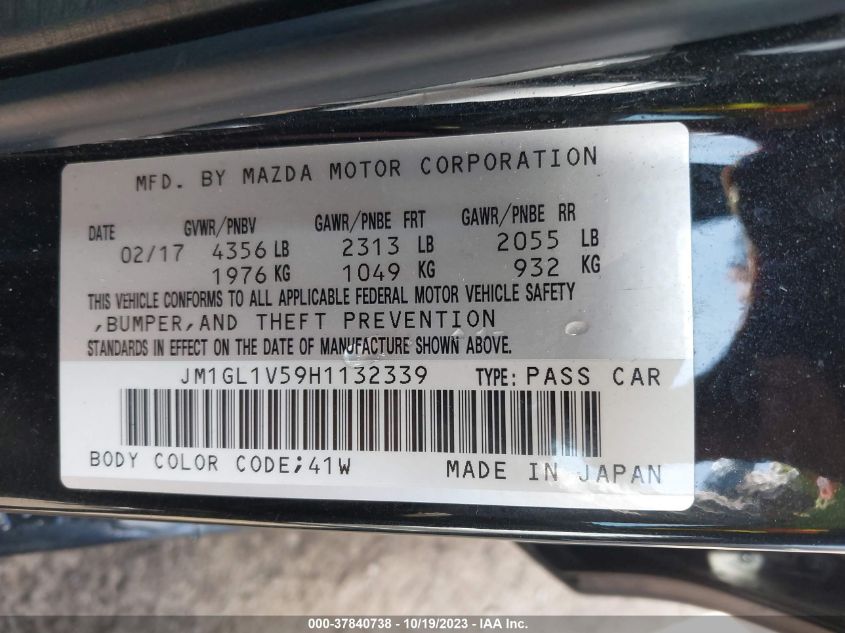 MFD. BY MAZDA MOTOR CORPORATION
DATE GVWR/PNBV GAWR/PNBE FRT GAWR/PNBE RR
02/17 4356 LB 2313 LB 2055 LB
1976 KG 1049 KG 932 KG
THIS VEHICLE CONFORMS TO ALL APPLICABLE FEDERAL MOTOR VEHICLE SAFETY
,BUMPER,AND THEFT PREVENTION
STANDARDS IN EFFECT ON THE DATE OF MANUFACTURE SHOWN ABOVE.
JM1GL1V59H1132339 TYPE: PASS CAR
BODY COLOR CODE;41W MADE IN JAPAN
000-37840738 - 10/19/2023 - IAA Inc.